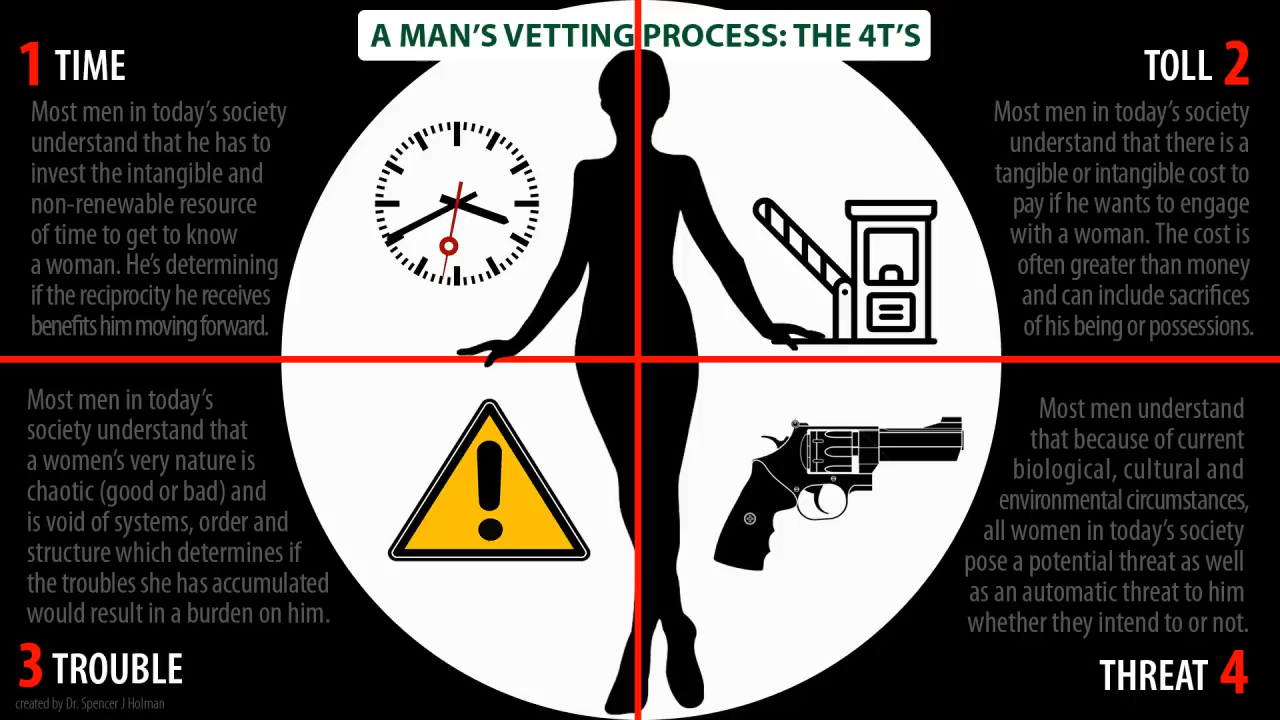 A MAN'S VETTING PROCESS: THE 4T'S
1 TIME
Most men in today's society
understand that he has to
invest the intangible and
non-renewable resource
of time to get to know
a woman. He's determining
if the reciprocity he receives
benefits him moving forward.
TOLL 2
Most men in today's society
understand that there is a
tangible or intangible cost to
pay if he wants to engage
with a woman. The cost is
often greater than money
and can include sacrifices
of his being or possessions.
Most men in today's
society understand that
a women's very nature is
chaotic (good or bad) and
is void of systems, order and
structure which determines if
the troubles she has accumulated
would result in a burden on him.
3 TROUBLE
created by Dr. Spencer J Holman
Most men understand
that because of current
biological, cultural and
environmental circumstances,
all women in today's society
pose a potential threat as well
as an automatic threat to him
whether they intend to or not.
THREAT 4